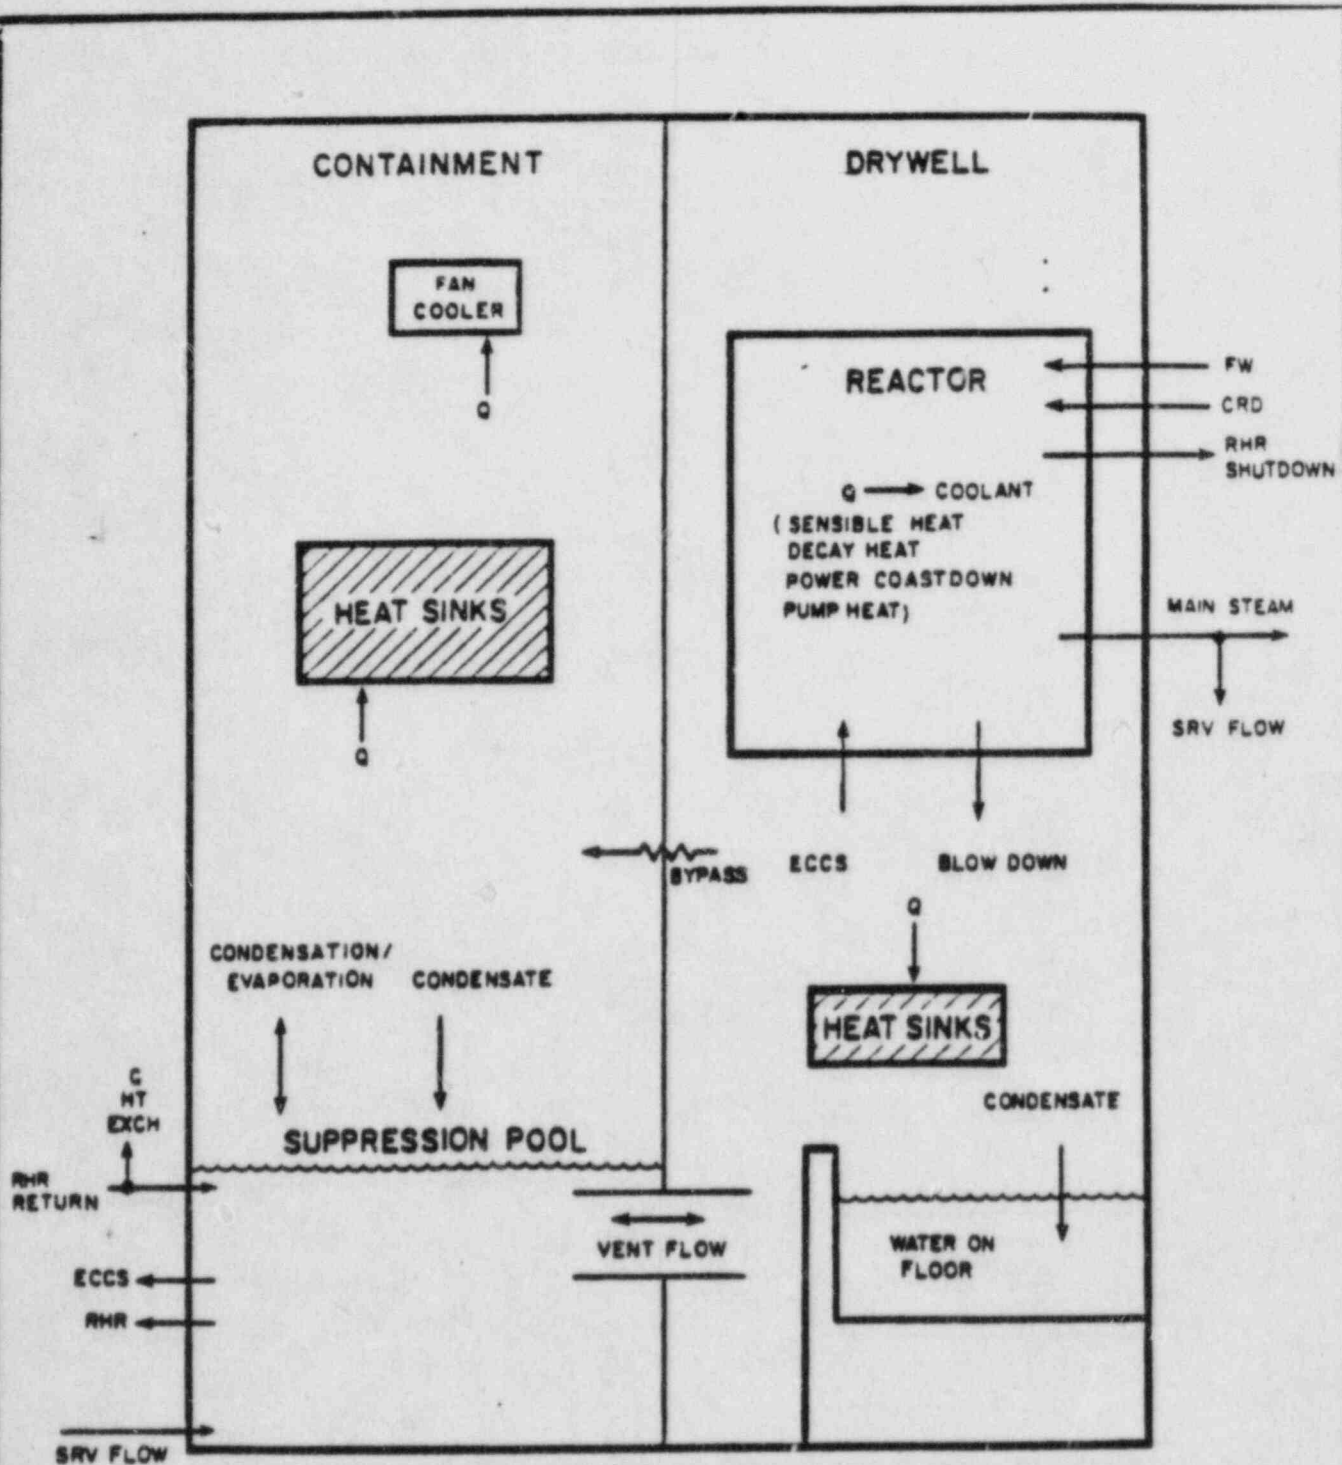 CONTAINMENT
DRYWELL
FAN
COOLER
Q
REACTOR
FW
CRD
RHR
SHUTDOWN
Q COOLANT
(SENSIBLE HEAT
DECAY HEAT
POWER COASTDOWN
PUMP HEAT)
HEAT SINKS
Q
MAIN STEAM
SRV FLOW
BYPASS
ECCS
BLOW DOWN
Q
HEAT SINKS
CONDENSATE
CONDENSATION/
EVAPORATION
CONDENSATE
SUPPRESSION POOL
HT
EXCH
RHR
RETURN
VENT FLOW
WATER ON
FLOOR
ECCS
RHR
SRV FLOW